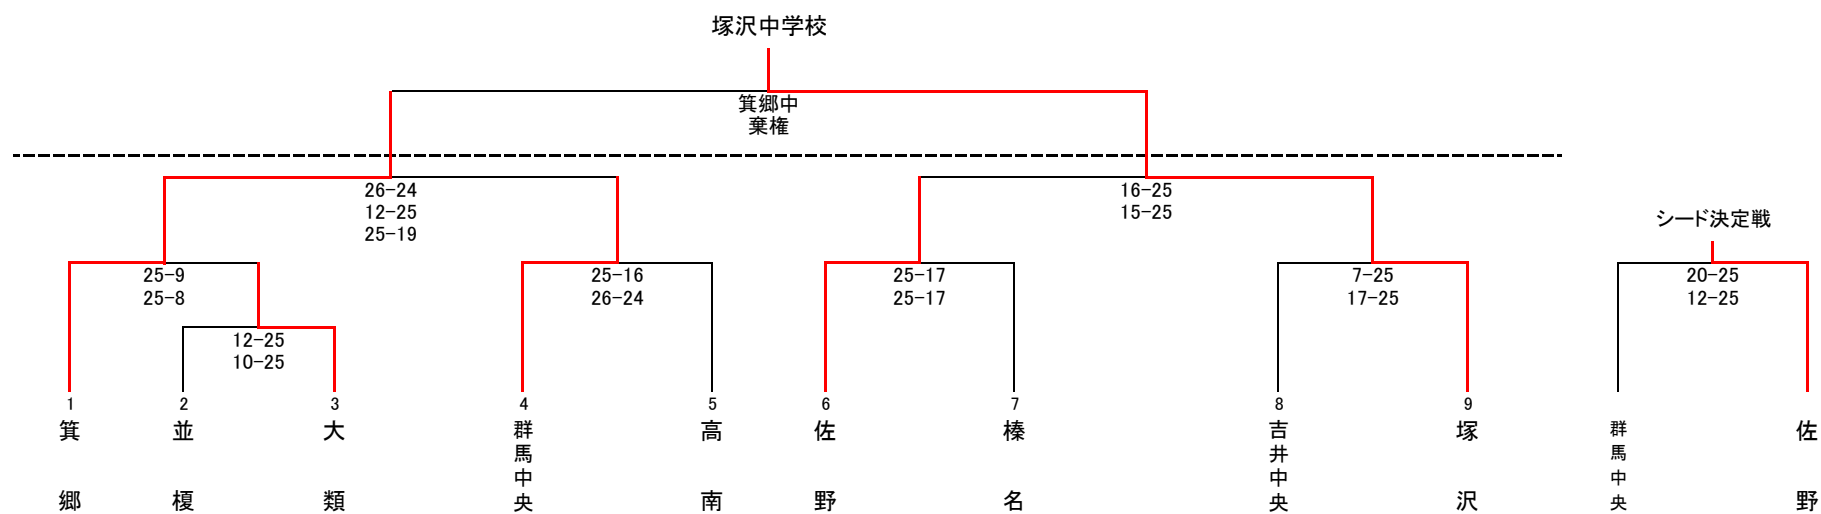 塚沢中学校
箕郷中
棄権
26-24
12-25
25-19
16-25
15-25
シード決定戦
25-9
25-8
25-16
26-24
25-17
25-17
7-25
17-25
20-25
12-25
12-25
10-25
1
2
3
4
5
6
7
8
9
箕郷
並榎
大類
群馬中央
高南
佐野
榛名
吉井中央
塚沢
群馬中央
佐野